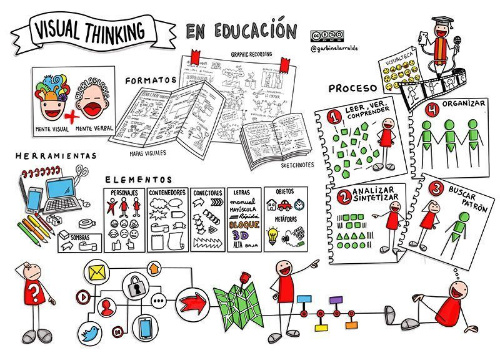 VISUAL THINKING
EN EDUCACIÓN
@garbinelarralde
GRAPHIC RECORDING
FORMATOS
MENTE VISUAL
MENTE VERBAL
MAPAS VISUALES
SKETCHNOTES
VISUALTECA
PROCESO
1 LEER, VER,
COMPRENDER
4 ORGANIZAR
2 ANALIZAR
SINTETIZAR
3 BUSCAR
PATRÓN
HERRAMIENTAS
ELEMENTOS
SOMBRAS
PERSONAJES
CONTENEDORES
CONECTORES
LETRAS
manual
MAYÚSCULA
Rápida
BLOQUE
3D
ALTA BAJA
OBJETOS
METÁFORAS
?